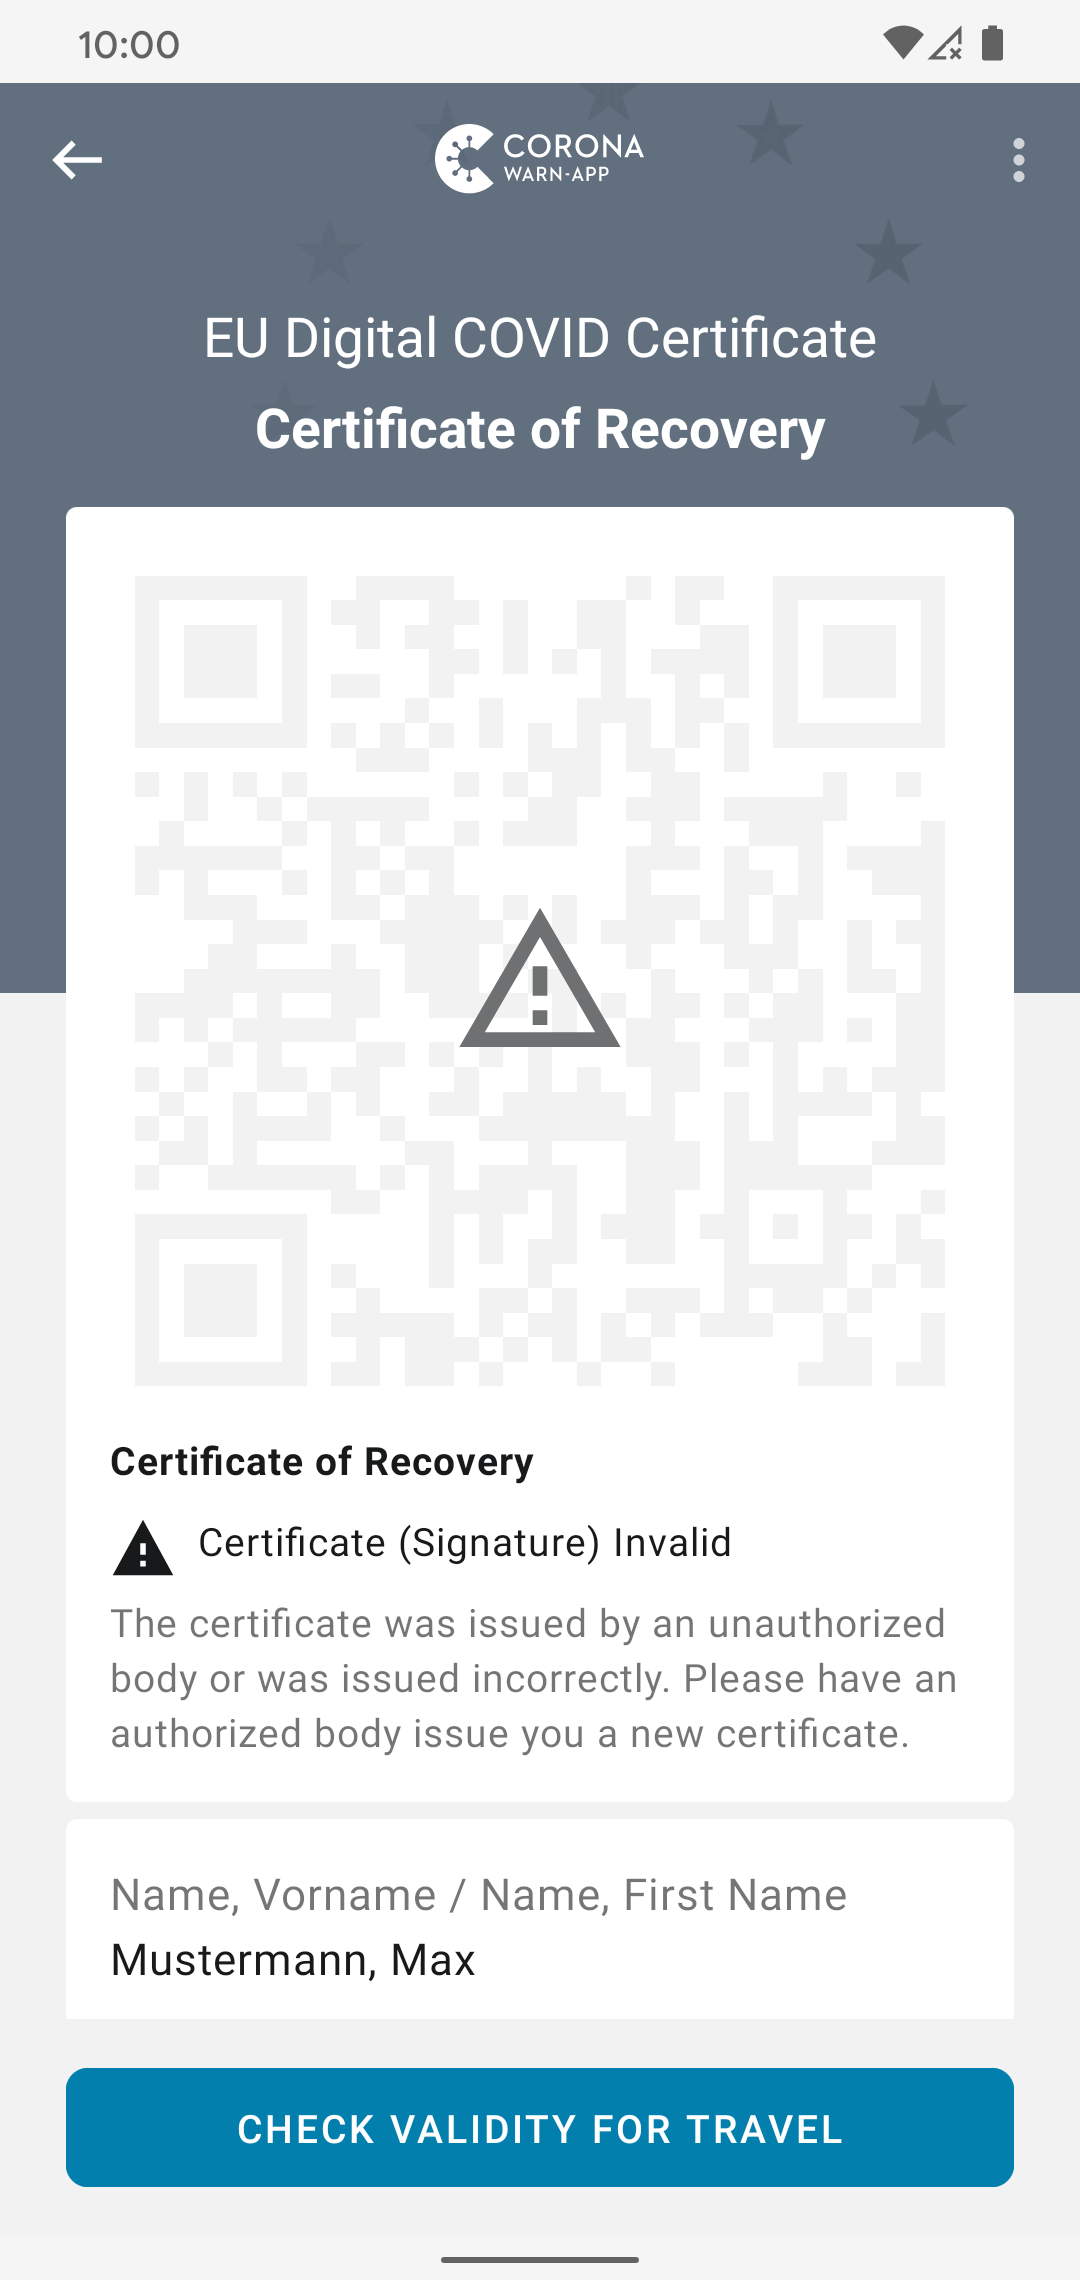 10:00
CORONA
WARN-APP
EU Digital COVID Certificate
Certificate of Recovery
Certificate of Recovery
Certificate (Signature) Invalid
The certificate was issued by an unauthorized
body or was issued incorrectly. Please have an
authorized body issue you a new certificate.
Name, Vorname / Name, First Name
Mustermann, Max
CHECK VALIDITY FOR TRAVEL